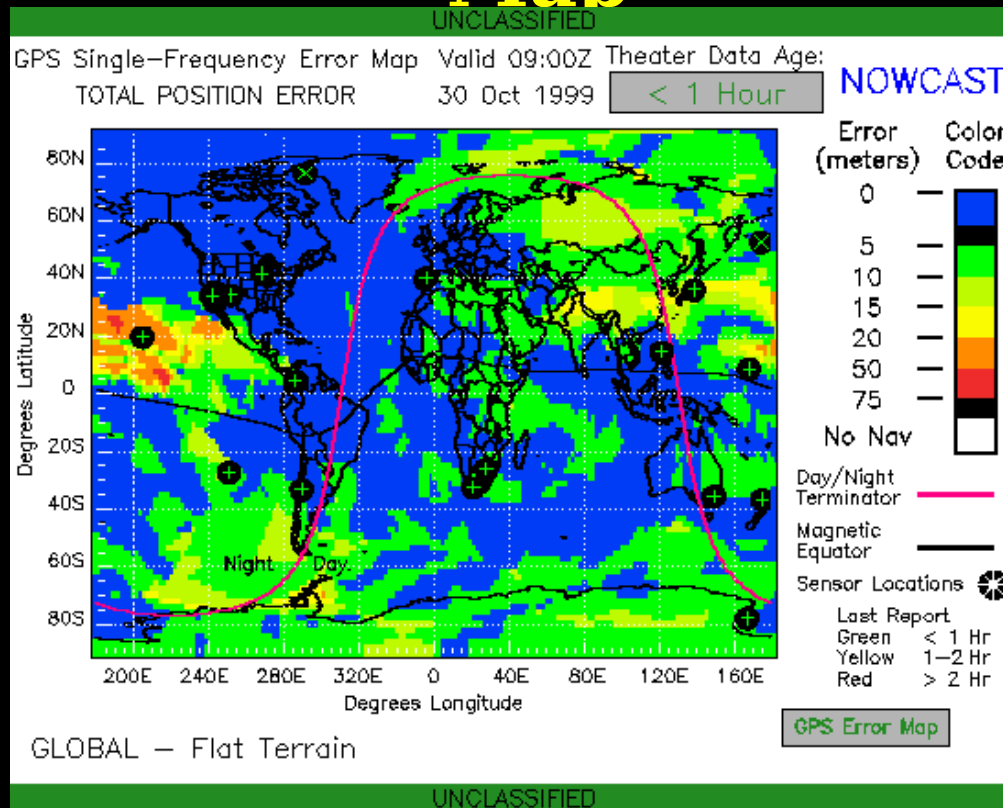 UNCLASSIFIED
GPS Single-Frequency Error Map Valid 09:00Z Theater Data Age:
TOTAL POSITION ERROR 30 Oct 1999 < 1 Hour
NOWCAST
Error Color
(meters) Code
0
5
10
15
20
50
75
No Nav
Day/Night
Terminator
Magnetic
Equator
Sensor Locations
Last Report
Green < 1 Hr
Yellow 1-2 Hr
Red > 2 Hr
Degrees Latitude
80N
60N
40N
20N
0
20S
40S
60S
80S
Night Day.
200E 240E 280E 320E 0 40E 80E 120E 160E
Degrees Longitude
GPS Error Map
GLOBAL - Flat Terrain
UNCLASSIFIED